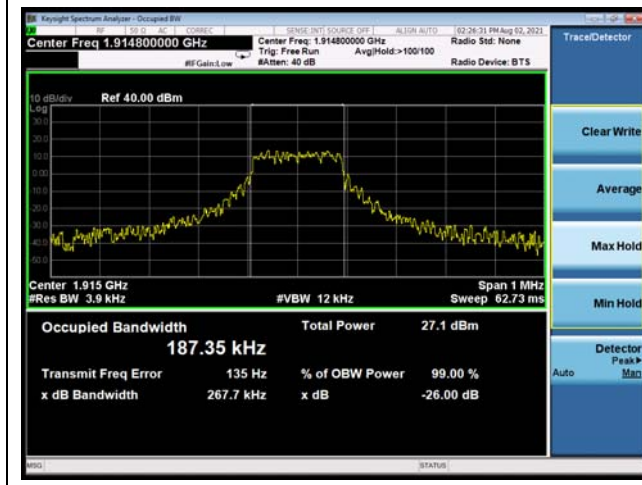 Keysight Spectrum Analyzer - Occupied BW
RF 50 Ω AC CORREC SENSE:INT SOURCE OFF ALIGN AUTO 02:26:31 PM Aug 02, 2021
Center Freq 1.914800000 GHz
Center Freq: 1.914800000 GHz
Radio Std: None
Trig: Free Run Avg|Hold:>100/100
#IFGain:Low #Atten: 40 dB Radio Device: BTS
Trace/Detector
10 dB/div Ref 40.00 dBm
Log
30.0
20.0
10.0
0.00
-10.0
-20.0
-30.0
-40.0
-50.0
Center 1.915 GHz Span 1 MHz
#Res BW 3.9 kHz #VBW 12 kHz Sweep 62.73 ms
Occupied Bandwidth Total Power 27.1 dBm
187.35 kHz
Transmit Freq Error 135 Hz % of OBW Power 99.00 %
x dB Bandwidth 267.7 kHz x dB -26.00 dB
Clear Write
Average
Max Hold
Min Hold
Detector
Peak▶
Auto Man
MSG STATUS